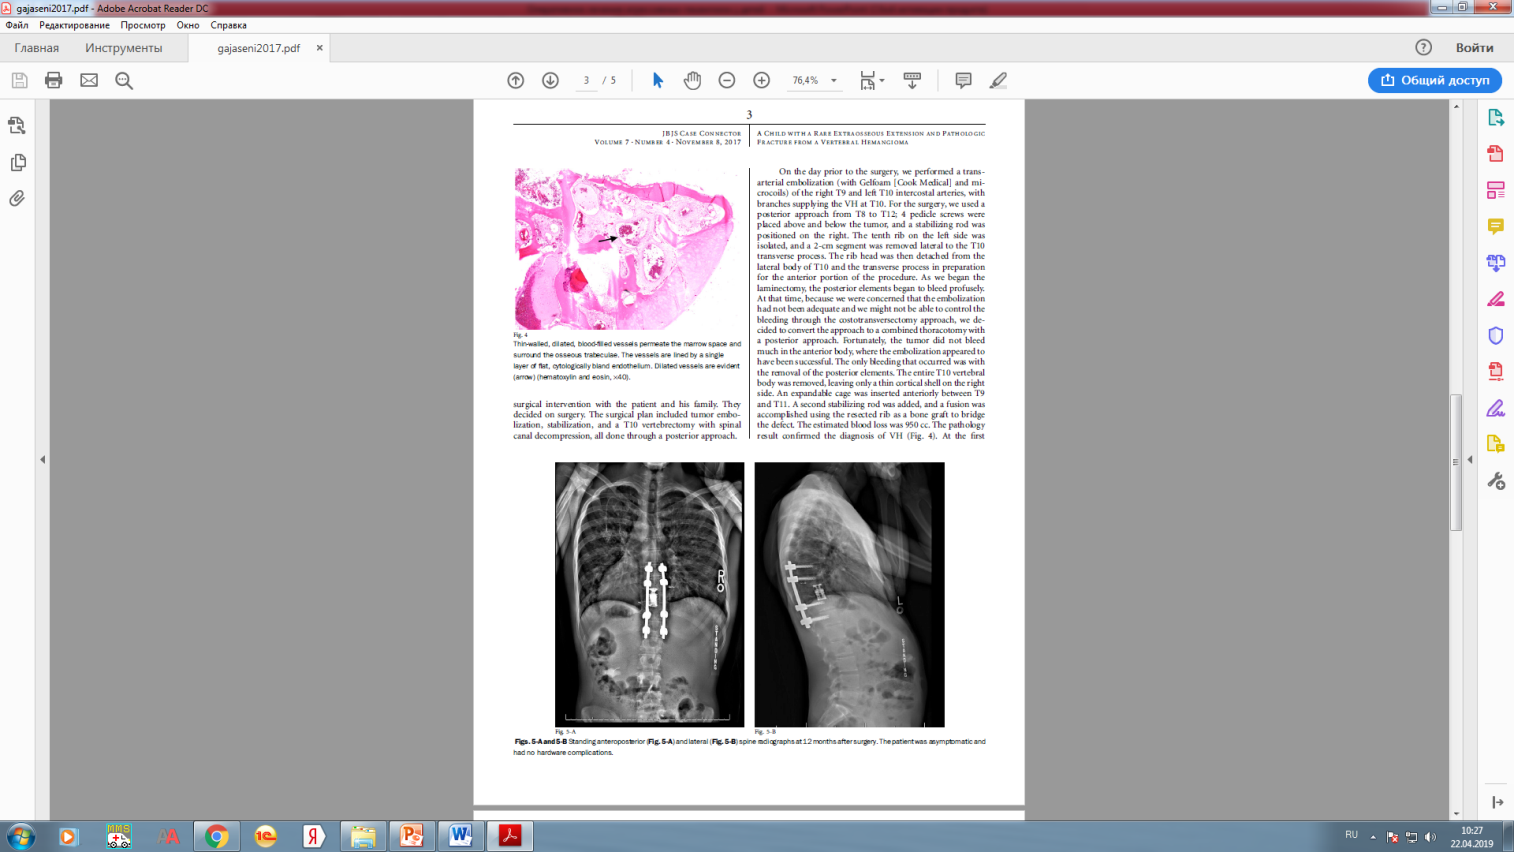 gajaseni2017.pdf - Adobe Acrobat Reader DC
Файл Редактирование Просмотр Окно Справка
Главная Инструменты gajaseni2017.pdf × Войти
3 / 5 76,4% Общий доступ
3
JBJS CASE CONNECTOR
VOLUME 7 · NUMBER 4 · NOVEMBER 8, 2017
A CHILD WITH A RARE EXTRAOSSEOUS EXTENSION AND PATHOLOGIC
FRACTURE FROM A VERTEBRAL HEMANGIOMA
Fig. 4
Thin-walled, dilated, blood-filled vessels permeate the marrow space and
surround the osseous trabeculae. The vessels are lined by a single
layer of flat, cytologically bland endothelium. Dilated vessels are evident
(arrow) (hematoxylin and eosin, ×40).
surgical intervention with the patient and his family. They
decided on surgery. The surgical plan included tumor embo-
lization, stabilization, and a T10 vertebrectomy with spinal
canal decompression, all done through a posterior approach.
On the day prior to the surgery, we performed a trans-
arterial embolization (with Gelfoam [Cook Medical] and mi-
crocoils) of the right T9 and left T10 intercostal arteries, with
branches supplying the VH at T10. For the surgery, we used a
posterior approach from T8 to T12; 4 pedicle screws were
placed above and below the tumor, and a stabilizing rod was
positioned on the right. The tenth rib on the left side was
isolated, and a 2-cm segment was removed lateral to the T10
transverse process. The rib head was then detached from the
lateral body of T10 and the transverse process in preparation
for the anterior portion of the procedure. As we began the
laminectomy, the posterior elements began to bleed profusely.
At that time, because we were concerned that the embolization
had not been adequate and we might not be able to control the
bleeding through the costotransversectomy approach, we de-
cided to convert the approach to a combined thoracotomy with
a posterior approach. Fortunately, the tumor did not bleed
much in the anterior body, where the embolization appeared to
have been successful. The only bleeding that occurred was with
the removal of the posterior elements. The entire T10 vertebral
body was removed, leaving only a thin cortical shell on the right
side. An expandable cage was inserted anteriorly between T9
and T11. A second stabilizing rod was added, and a fusion was
accomplished using the resected rib as a bone graft to bridge
the defect. The estimated blood loss was 950 cc. The pathology
result confirmed the diagnosis of VH (Fig. 4). At the first
R
O
STANDING
L
O
STANDING
Fig. 5-A
Fig. 5-B
Figs. 5-A and 5-B Standing anteroposterior (Fig. 5-A) and lateral (Fig. 5-B) spine radiographs at 12 months after surgery. The patient was asymptomatic and
had no hardware complications.
MMS
RU
10:27
22.04.2019